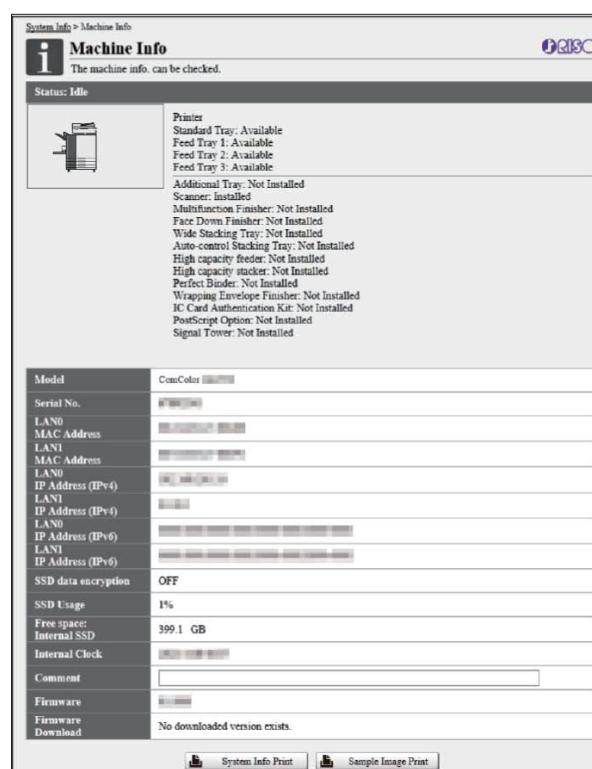 System Info > Machine Info
Machine Info
The machine info. can be checked.
Status: Idle
Printer
Standard Tray: Available
Feed Tray 1: Available
Feed Tray 2: Available
Feed Tray 3: Available
Additional Tray: Not Installed
Scanner: Installed
Multifunction Finisher: Not Installed
Face Down Finisher: Not Installed
Wide Stacking Tray: Not Installed
Auto-control Stacking Tray: Not Installed
High capacity feeder: Not Installed
High capacity stacker: Not Installed
Perfect Binder: Not Installed
Wrapping Envelope Finisher: Not Installed
IC Card Authentication Kit: Not Installed
PostScript Option: Not Installed
Signal Tower: Not Installed
Model ComColor
Serial No.
LAN0
MAC Address
LAN1
MAC Address
LAN0
IP Address (IPv4)
LAN1
IP Address (IPv4)
LAN0
IP Address (IPv6)
LAN1
IP Address (IPv6)
SSD data encryption OFF
SSD Usage 1%
Free space:
Internal SSD 399.1 GB
Internal Clock
Comment
Firmware
Firmware
Download No downloaded version exists.
System Info Print Sample Image Print